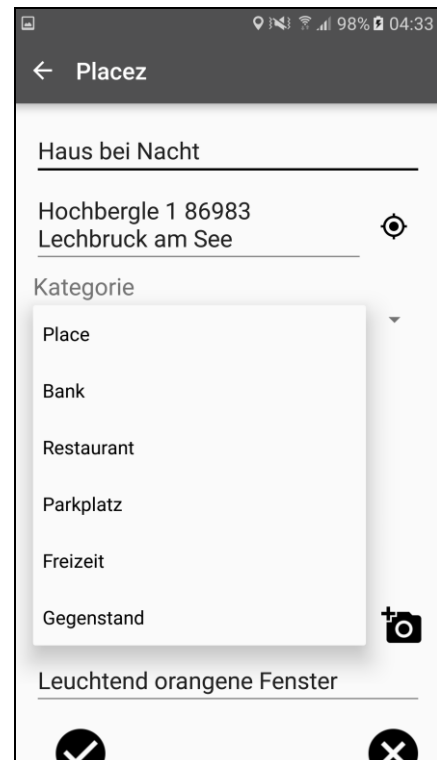 98% 04:33
Placez
Haus bei Nacht
Hochbergle 1 86983
Lechbruck am See
Kategorie
Place
Bank
Restaurant
Parkplatz
Freizeit
Gegenstand
Leuchtend orangene Fenster